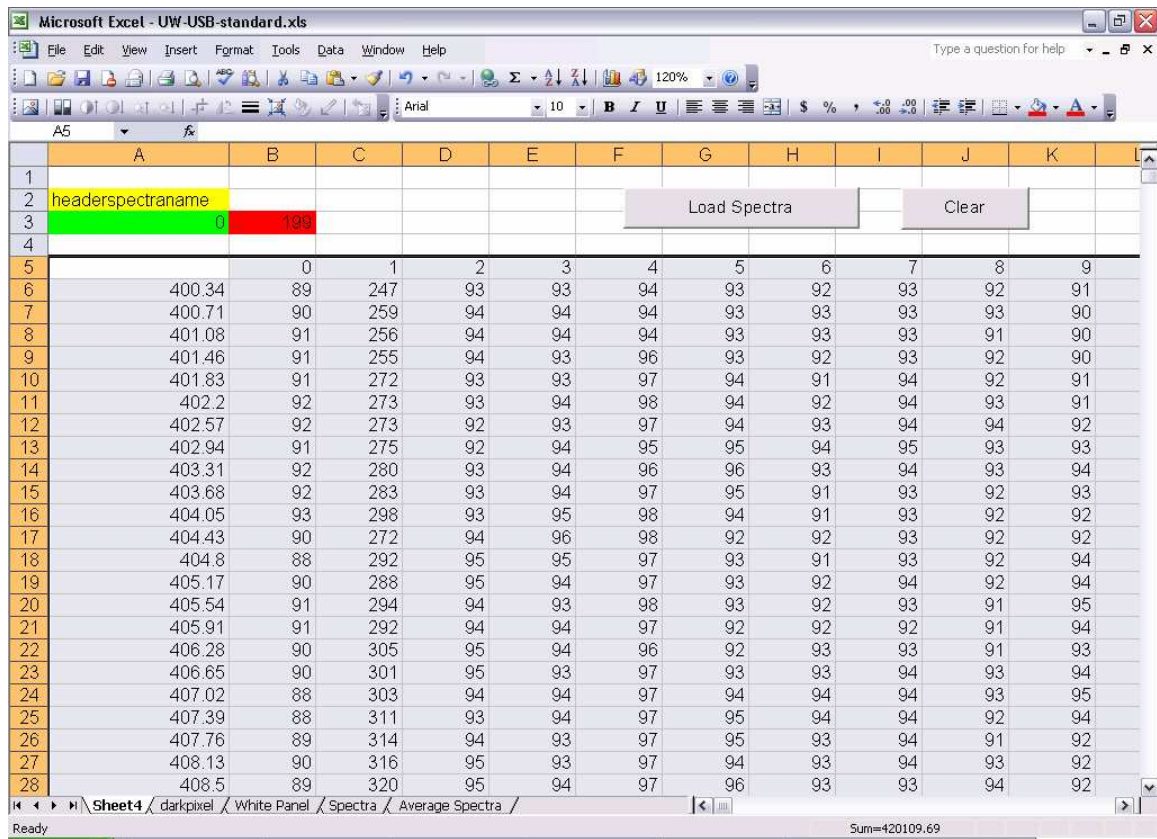 Microsoft Excel - UW-USB-standard.xls
File Edit View Insert Format Tools Data Window Help Type a question for help
120%
Arial 10 B I U $ % ,
A5 fx
A B C D E F G H I J K L
1
2 headerspectraname Load Spectra Clear
3 0 199
4
5 0 1 2 3 4 5 6 7 8 9
6 400.34 89 247 93 93 94 93 92 93 92 91
7 400.71 90 259 94 94 94 93 93 93 93 90
8 401.08 91 256 94 94 94 93 93 93 91 90
9 401.46 91 255 94 93 96 93 92 93 92 90
10 401.83 91 272 93 93 97 94 91 94 92 91
11 402.2 92 273 93 94 98 94 92 94 93 91
12 402.57 92 273 92 93 97 94 93 94 94 92
13 402.94 91 275 92 94 95 95 94 95 93 93
14 403.31 92 280 93 94 96 96 93 94 93 94
15 403.68 92 283 93 94 97 95 91 93 92 93
16 404.05 93 298 93 95 98 94 91 93 92 92
17 404.43 90 272 94 96 98 92 92 93 92 92
18 404.8 88 292 95 95 97 93 91 93 92 94
19 405.17 90 288 95 94 97 93 92 94 92 94
20 405.54 91 294 94 93 98 93 92 93 91 95
21 405.91 91 292 94 94 97 92 92 92 91 94
22 406.28 90 305 95 94 96 92 93 93 91 93
23 406.65 90 301 95 93 97 93 93 94 93 94
24 407.02 88 303 94 94 97 94 94 94 93 95
25 407.39 88 311 93 94 97 95 94 94 92 94
26 407.76 89 314 94 93 97 95 93 94 91 92
27 408.13 90 316 95 93 97 94 93 94 93 92
28 408.5 89 320 95 94 97 96 93 93 94 92
Sheet4 / darkpixel / White Panel / Spectra / Average Spectra /
Ready Sum=420109.69